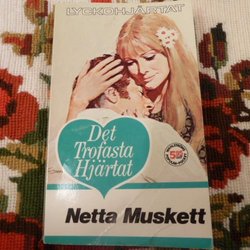 LYCKOHJÄRTAT
Det
Trofasta
Hjärtat
Netta Muskett